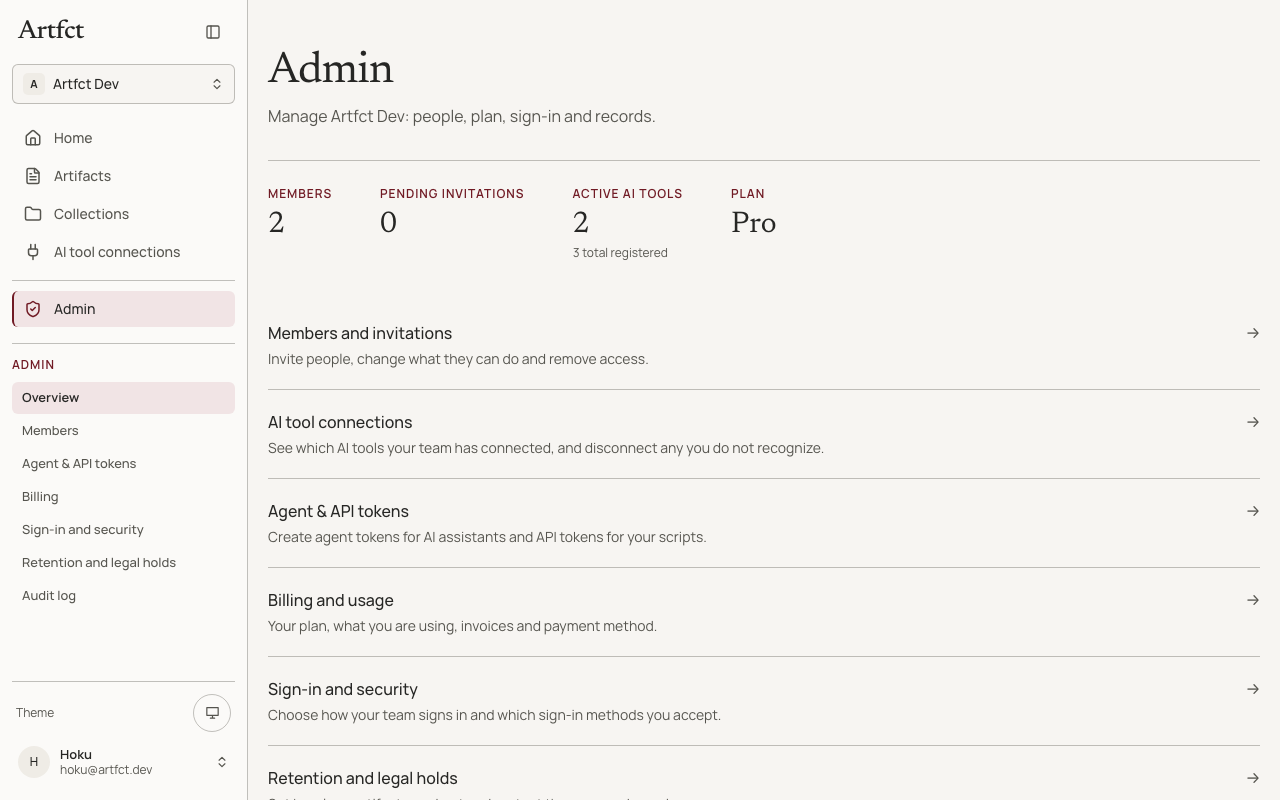 Artfct
A Artfct Dev
Home
Artifacts
Collections
AI tool connections
Admin
ADMIN
Overview
Members
Agent & API tokens
Billing
Sign-in and security
Retention and legal holds
Audit log
Theme
H
Hoku
hoku@artfct.dev
Admin
Manage Artfct Dev: people, plan, sign-in and records.
MEMBERS
2
PENDING INVITATIONS
0
ACTIVE AI TOOLS
2
3 total registered
PLAN
Pro
Members and invitations
Invite people, change what they can do and remove access.
AI tool connections
See which AI tools your team has connected, and disconnect any you do not recognize.
Agent & API tokens
Create agent tokens for AI assistants and API tokens for your scripts.
Billing and usage
Your plan, what you are using, invoices and payment method.
Sign-in and security
Choose how your team signs in and which sign-in methods you accept.
Retention and legal holds